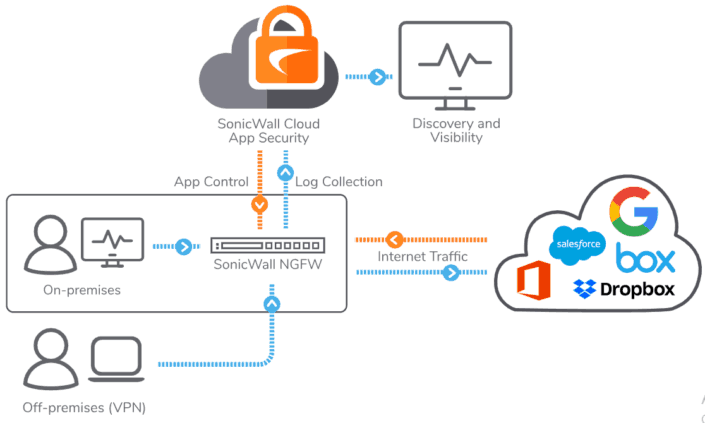 SonicWall Cloud
App Security
Discovery and
Visibility
App Control
Log Collection
On-premises
SonicWall NGFW
Internet Traffic
salesforce
box
Dropbox
Off-premises (VPN)